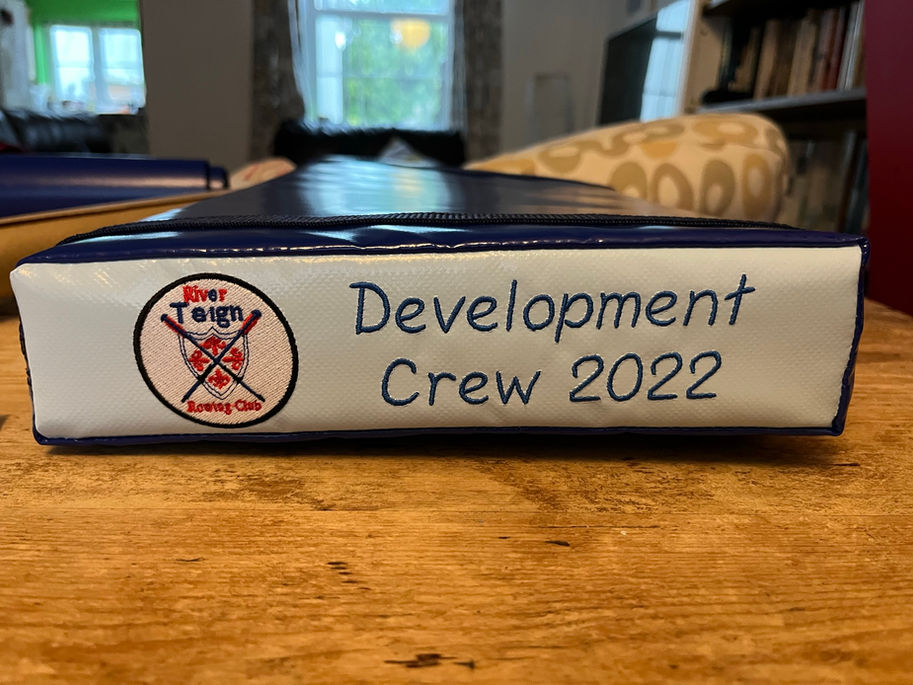 River
Teign
Rowing Club
Development
Crew 2022